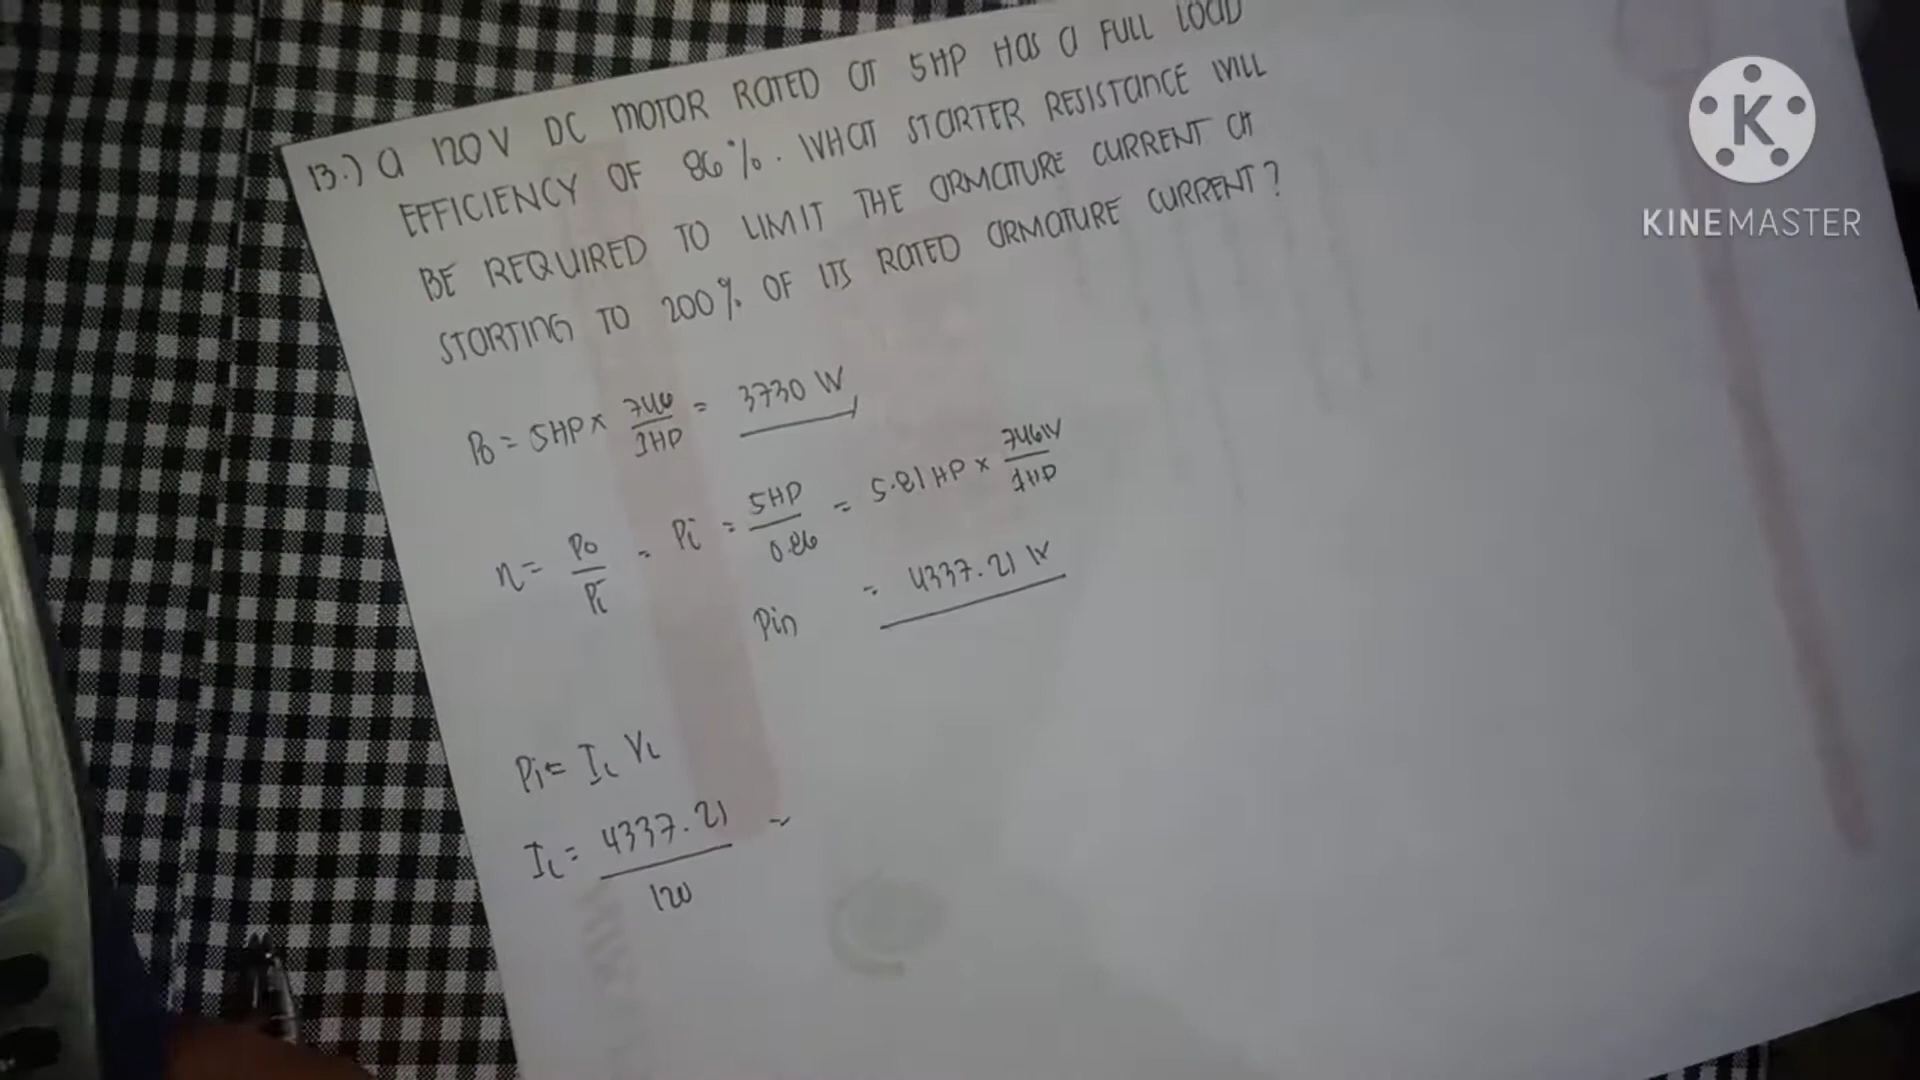 13.) A 120 V DC MOTOR RATED AT 5HP HAS A FULL LOAD
EFFICIENCY OF 86%. WHAT STARTER RESISTANCE WILL
BE REQUIRED TO LIMIT THE ARMATURE CURRENT AT
STARTING TO 200% OF ITS RATED ARMATURE CURRENT?
Po = 5HP x 746/1HP = 3730 W
n = Po/Pi = Pi = 5HP/0.86 = 5.81 HP x 746W/1HP
Pin = 4337.21 W
Pi = IL VL
IL = 4337.21/120 =
K
KINEMASTER